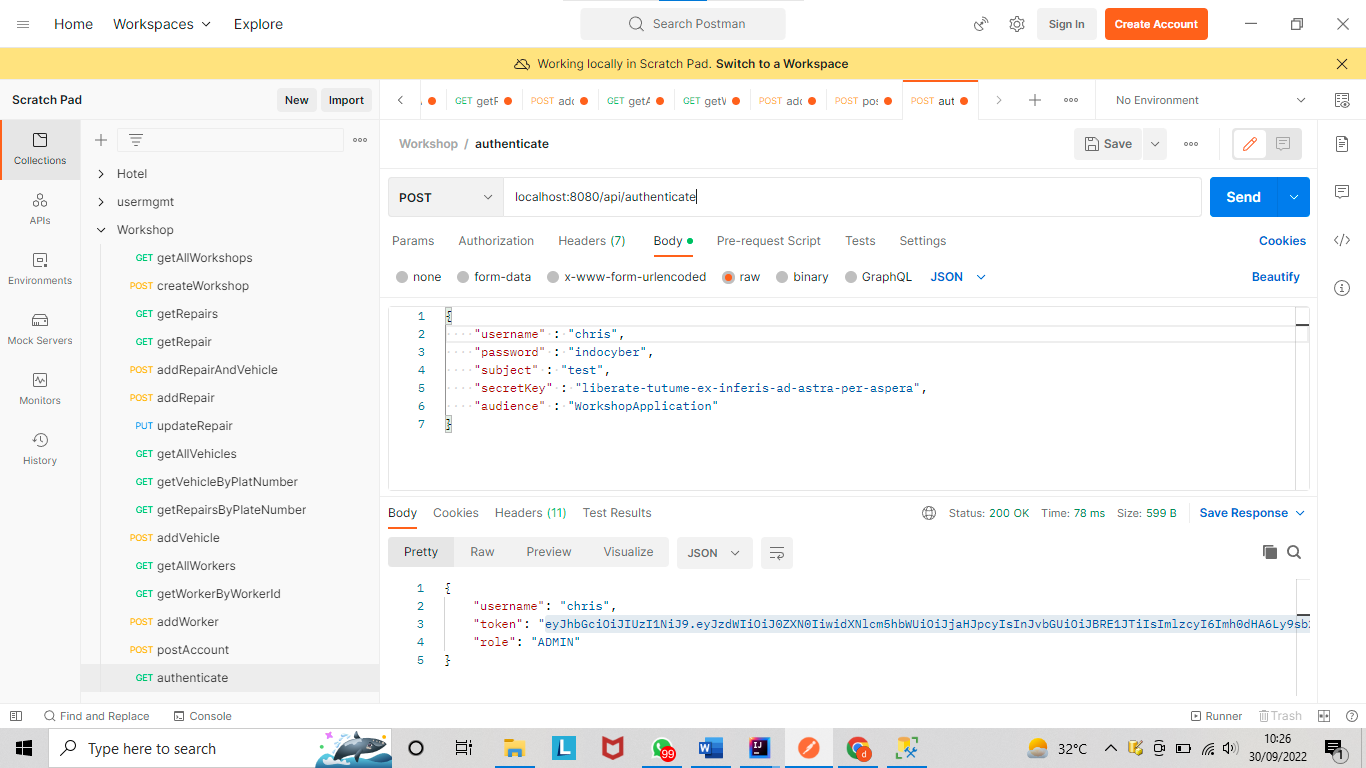 Home Workspaces Explore Search Postman Sign In Create Account
Working locally in Scratch Pad. Switch to a Workspace
Scratch Pad New Import
GET getF POST adc GET getA GET getV POST adc POST pos POST aut No Environment
Collections
APIs
Environments
Mock Servers
Monitors
History
Hotel
usermgmt
Workshop
GET getAllWorkshops
POST createWorkshop
GET getRepairs
GET getRepair
POST addRepairAndVehicle
POST addRepair
PUT updateRepair
GET getAllVehicles
GET getVehicleByPlatNumber
GET getRepairsByPlateNumber
POST addVehicle
GET getAllWorkers
GET getWorkerByWorkerId
POST addWorker
POST postAccount
GET authenticate
Workshop / authenticate Save
POST localhost:8080/api/authenticate Send
Params Authorization Headers (7) Body Pre-request Script Tests Settings Cookies
none form-data x-www-form-urlencoded raw binary GraphQL JSON Beautify
1 {
2 "username" : "chris",
3 "password" : "indocyber",
4 "subject" : "test",
5 "secretKey" : "liberate-tutume-ex-inferis-ad-astra-per-aspera",
6 "audience" : "WorkshopApplication"
7 }
Body Cookies Headers (11) Test Results Status: 200 OK Time: 78 ms Size: 599 B Save Response
Pretty Raw Preview Visualize JSON
1 {
2 "username": "chris",
3 "token": "eyJhbGciOiJIUzI1NiJ9.eyJzdWIiOiJ0ZXN0IiwidXNlcm5hbWUiOiJjaHJpcyIsInJvbGUiOiJBRE1JTiIsImlzcyI6Imh0dHA6Ly9sb
4 "role": "ADMIN"
5 }
Find and Replace Console Runner Trash
Type here to search 99 32°C 10:26
30/09/2022 1